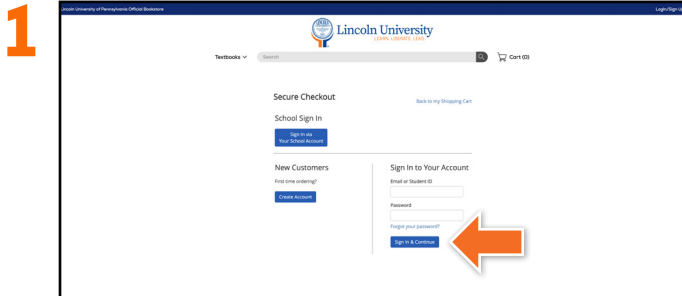 1
Lincoln University of Pennsylvania Official Bookstore
Login/Sign Up
Lincoln University
LEARN. LIBERATE. LEAD.
Textbooks
Search
Cart (0)
Secure Checkout
Back to my Shopping Cart
School Sign In
Sign In via
Your School Account
New Customers
First time ordering?
Create Account
Sign In to Your Account
Email or Student ID
Password
Forgot your password?
Sign In & Continue